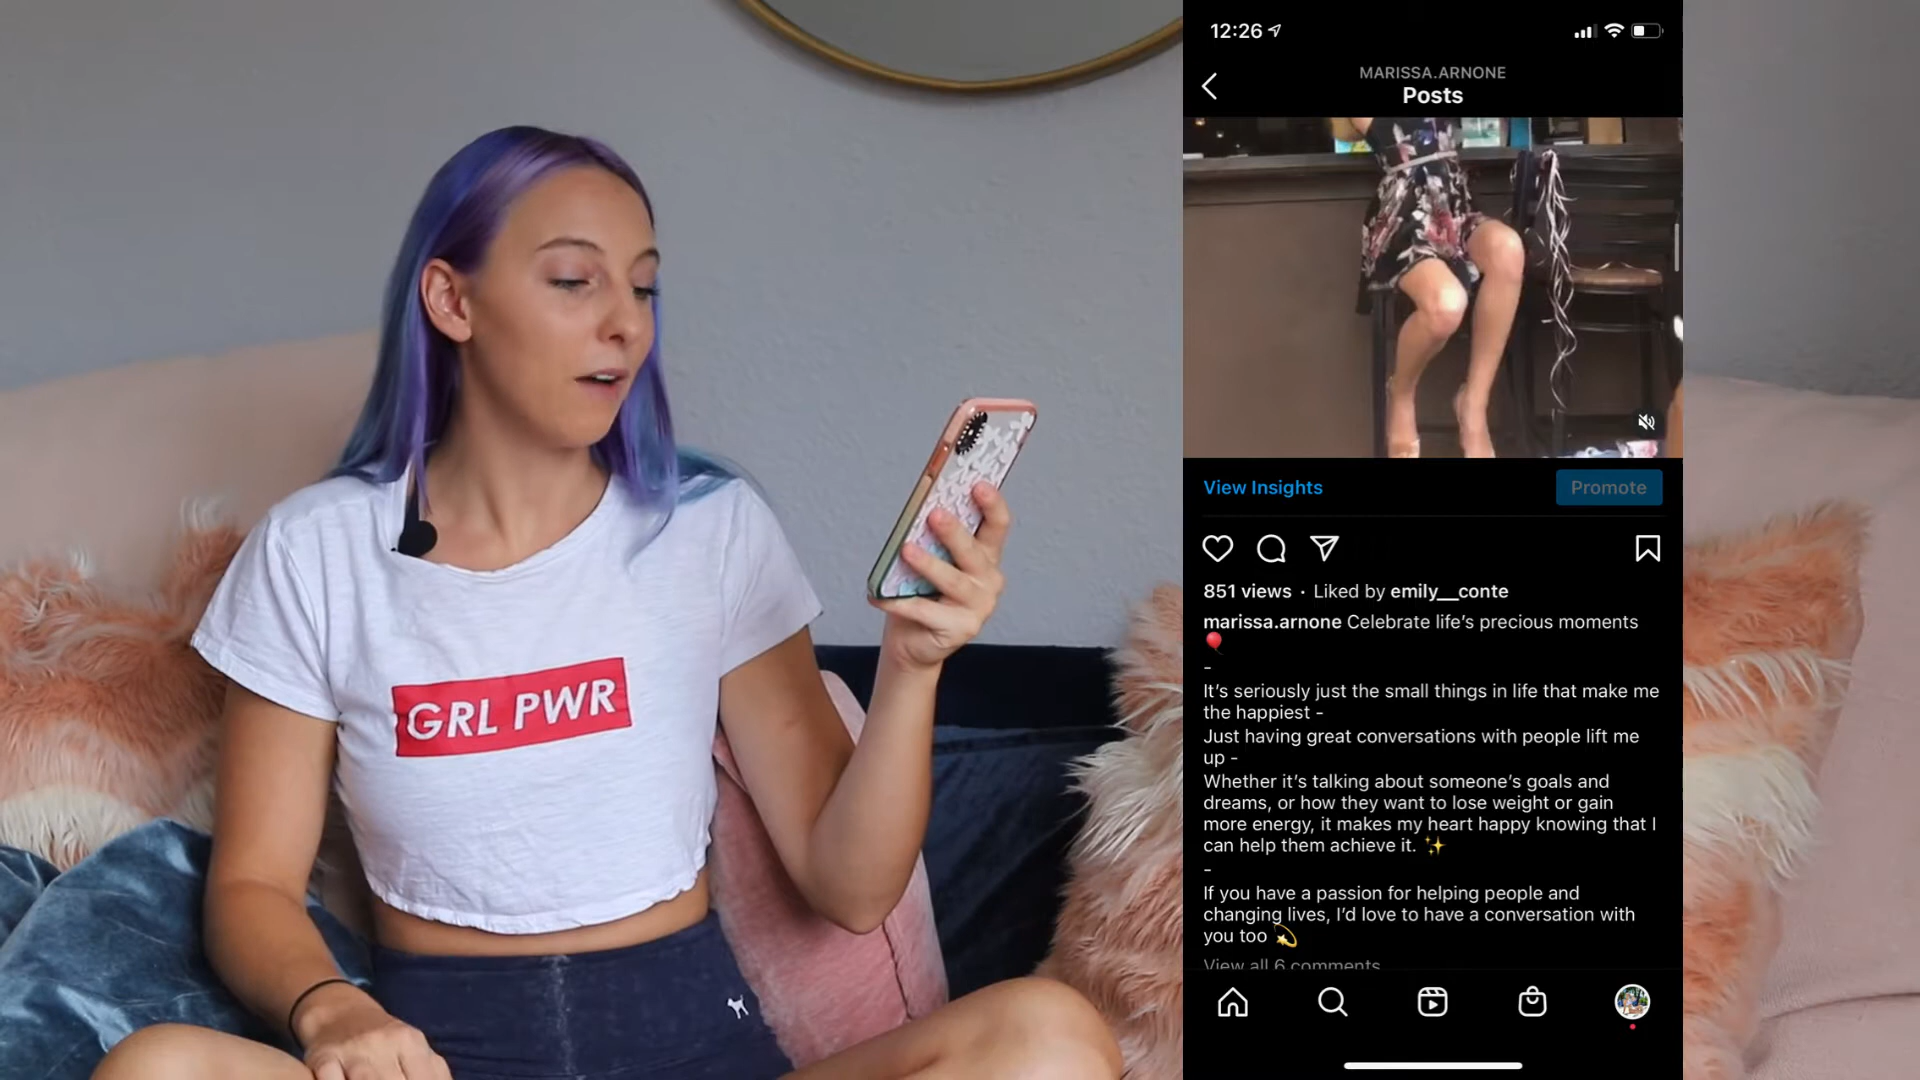 GRL PWR
12:26
MARISSA.ARNONE
Posts
View Insights
Promote
851 views · Liked by emily__conte
marissa.arnone Celebrate life's precious moments
🎈
-
It's seriously just the small things in life that make me
the happiest -
Just having great conversations with people lift me
up -
Whether it's talking about someone's goals and
dreams, or how they want to lose weight or gain
more energy, it makes my heart happy knowing that I
can help them achieve it. ✨
-
If you have a passion for helping people and
changing lives, I'd love to have a conversation with
you too 💫
View all 6 comments